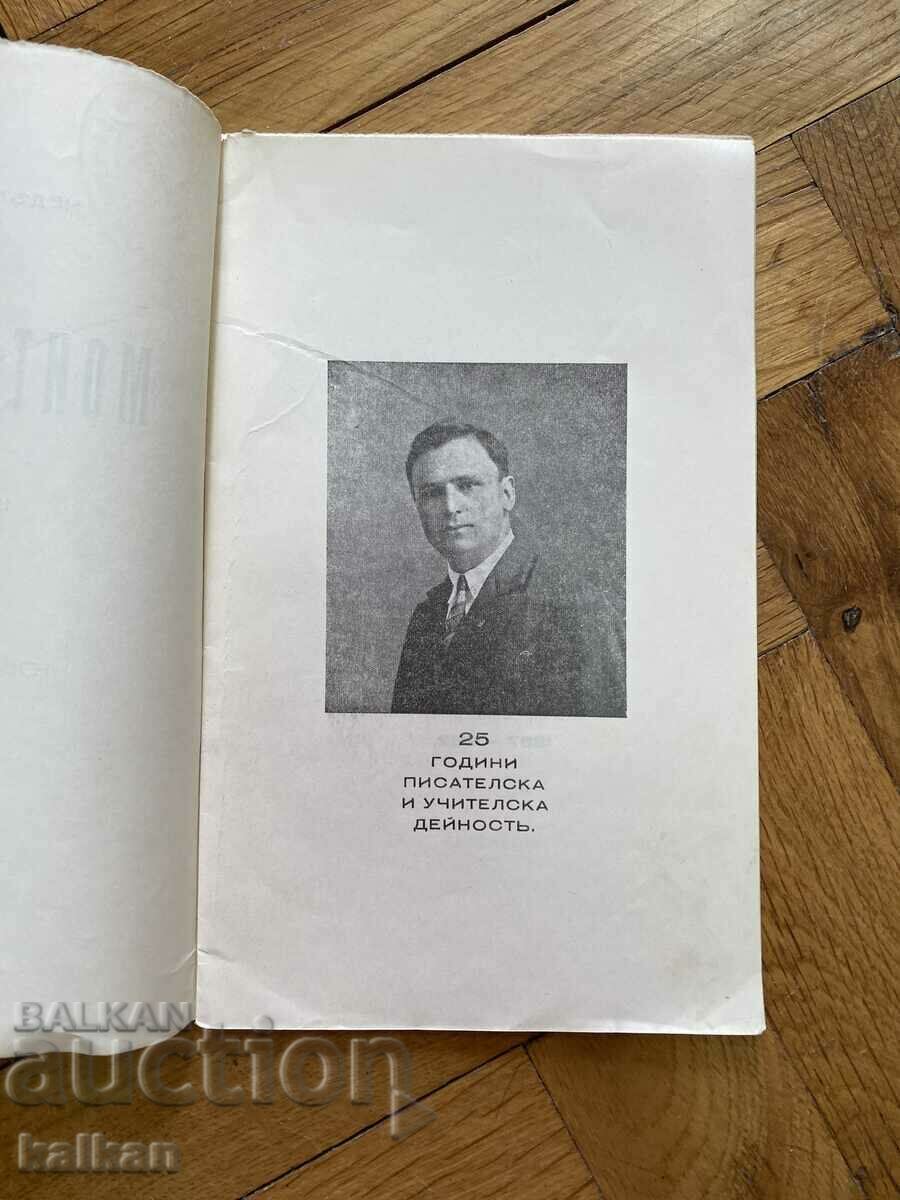 25
ГОДИНИ
ПИСАТЕЛСКА
И УЧИТЕЛСКА
ДЕЙНОСТЬ.
BALKAN
auction
kalkan